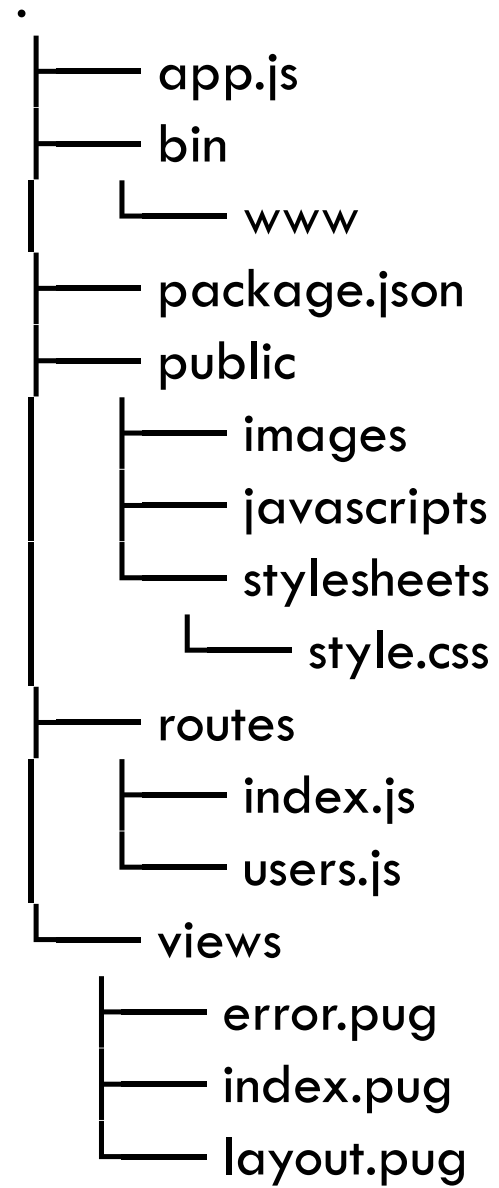 .
app.js
bin
www
package.json
public
images
javascripts
stylesheets
style.css
routes
index.js
users.js
views
error.pug
index.pug
layout.pug